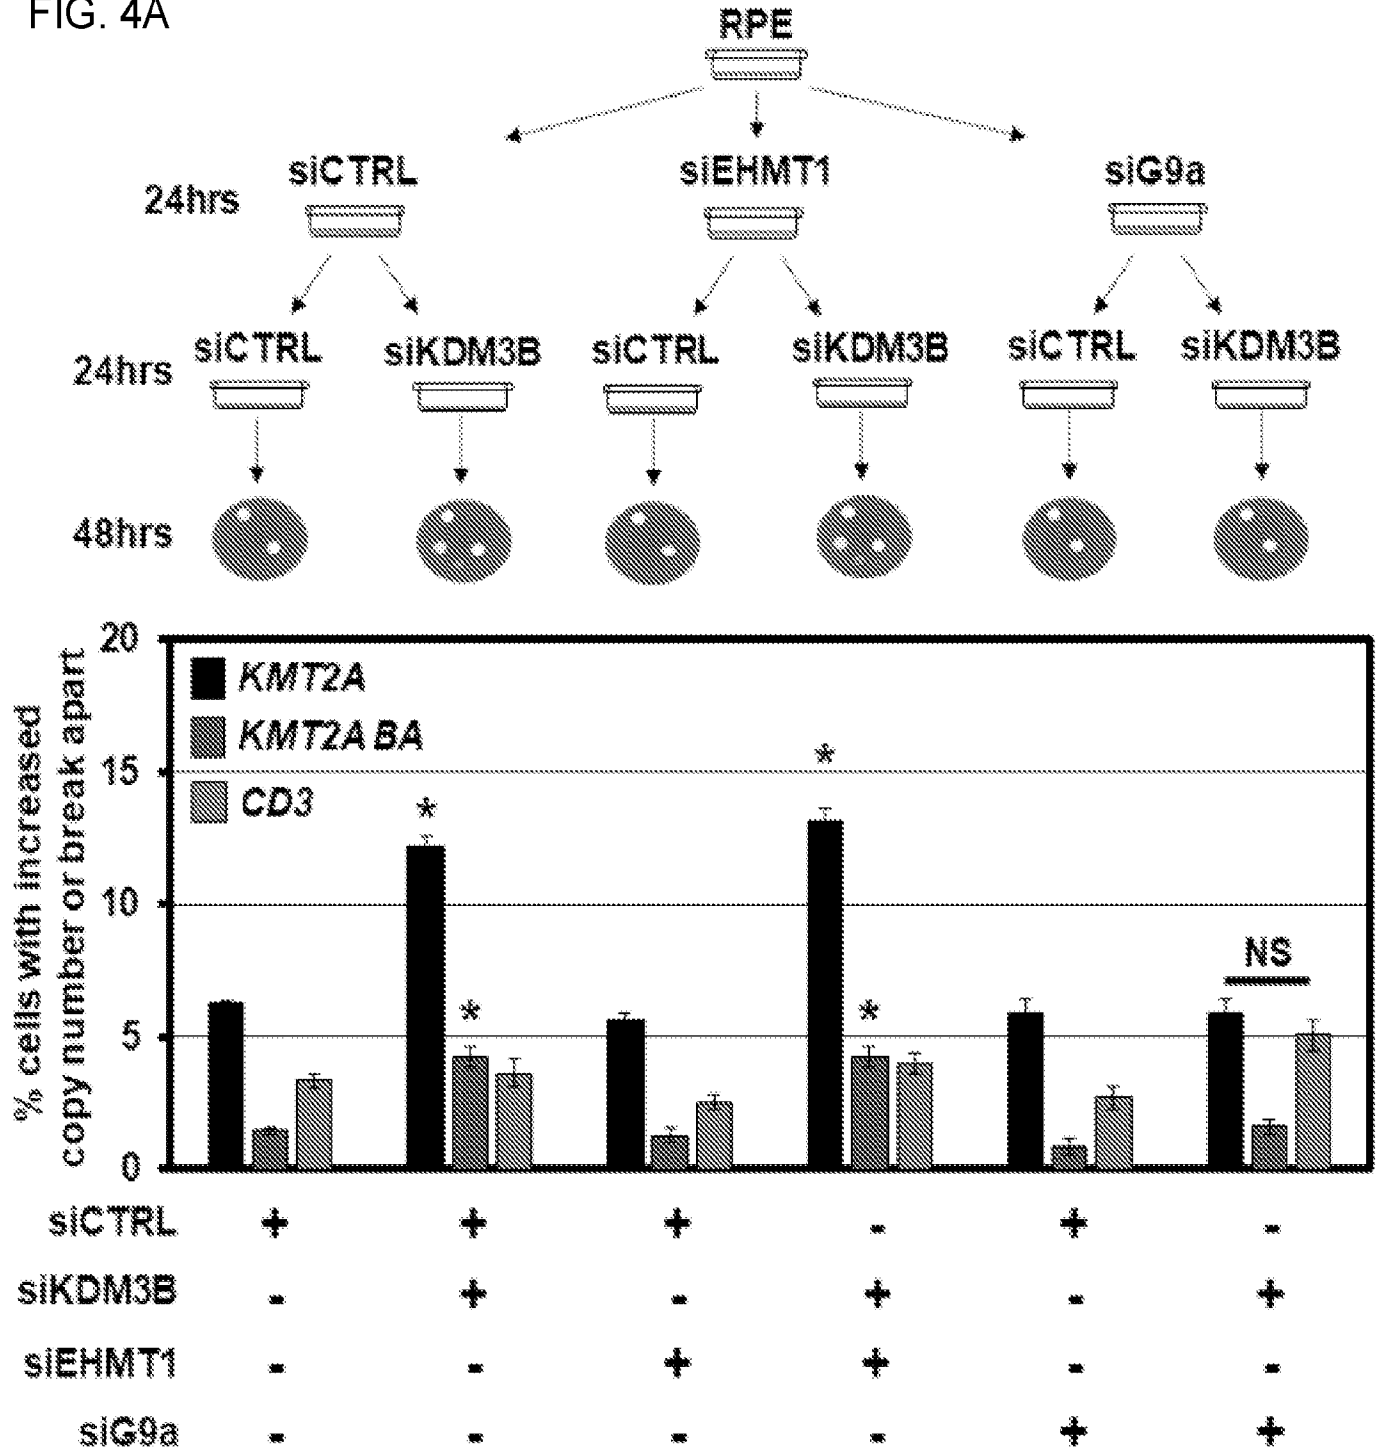 FIG. 4A
RPE
siCTRL siEHMT1 siG9a
24hrs
siCTRL siKDM3B siCTRL siKDM3B siCTRL siKDM3B
24hrs
48hrs
% cells with increased
copy number or break apart
20
15
10
5
0
KMT2A
KMT2A BA
CD3
*
*
*
*
NS
siCTRL + + + - + -
siKDM3B - + - + - +
siEHMT1 - - + + - -
siG9a - - - - + +